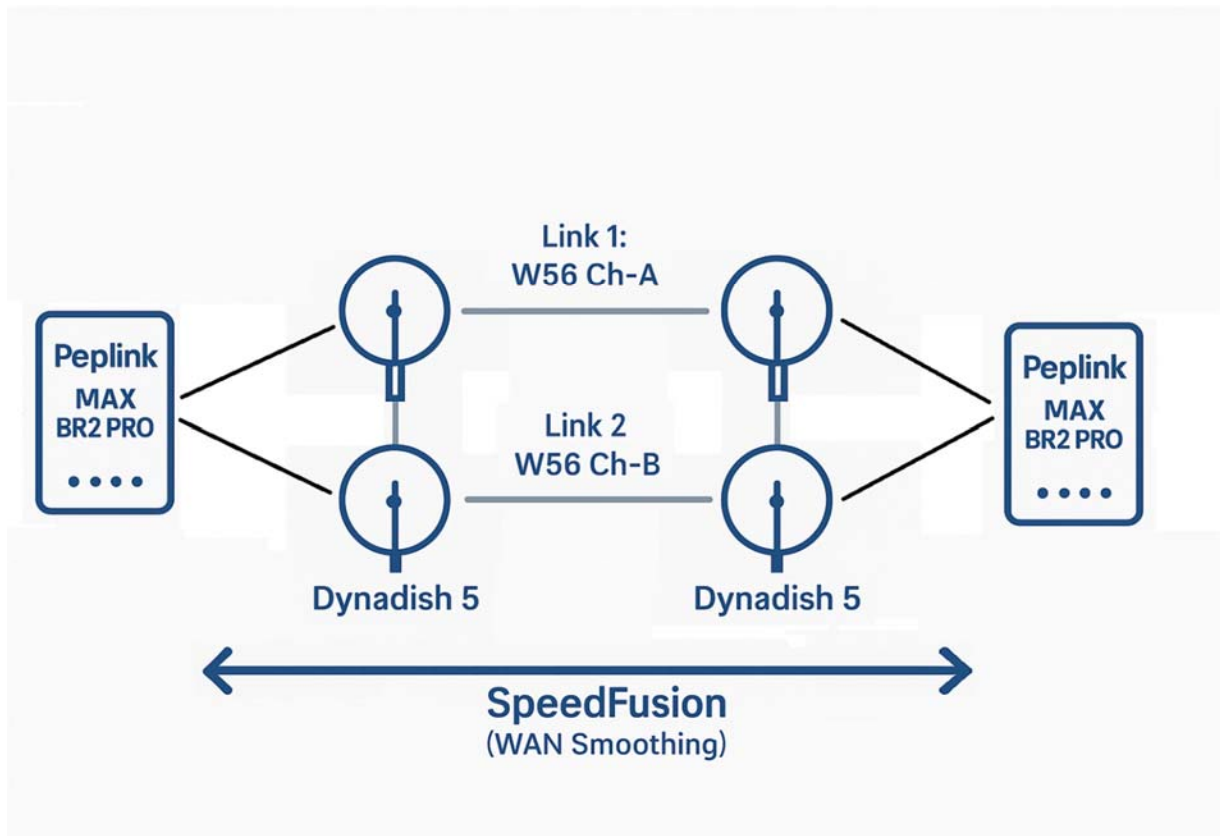 Link 1:
W56 Ch-A
Peplink
MAX
BR2 PRO
Peplink
MAX
BR2 PRO
Link 2
W56 Ch-B
Dynadish 5
Dynadish 5
SpeedFusion
(WAN Smoothing)